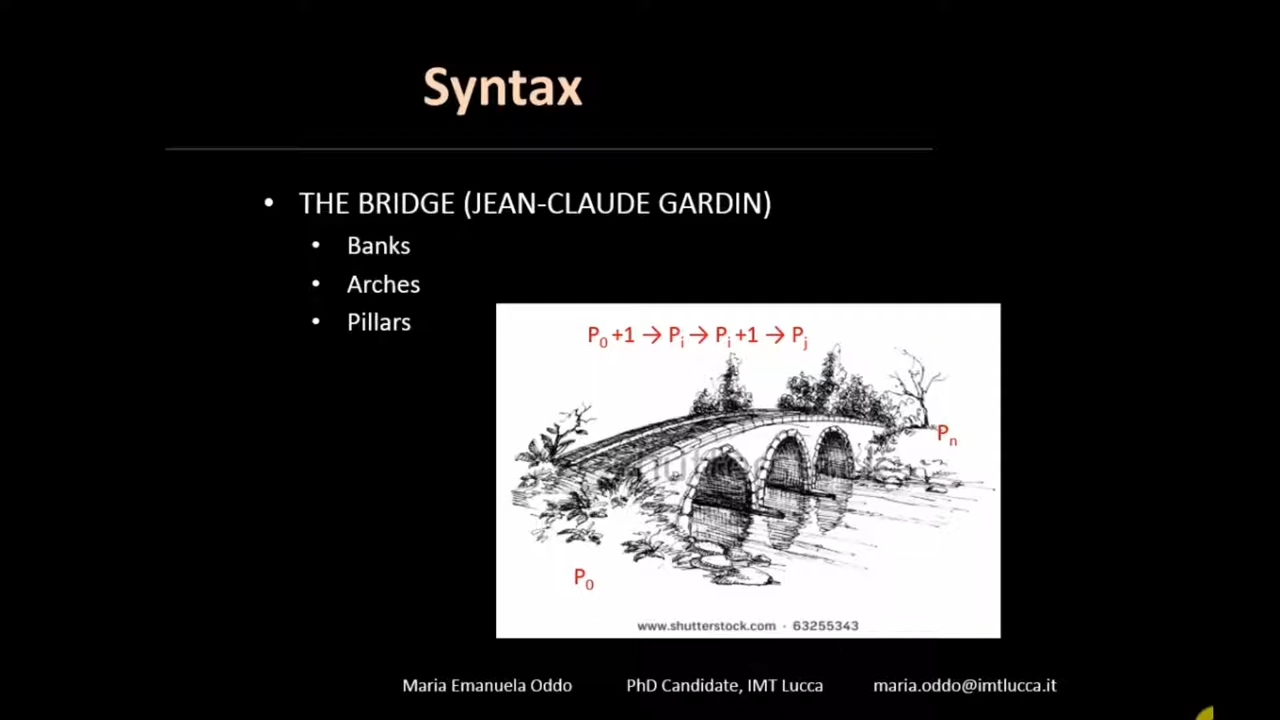 Syntax
• THE BRIDGE (JEAN-CLAUDE GARDIN)
• Banks
• Arches
• Pillars
P₀ +1 → Pᵢ → Pᵢ +1 → Pⱼ
Pₙ
P₀
www.shutterstock.com · 63255343
Maria Emanuela Oddo PhD Candidate, IMT Lucca maria.oddo@imtlucca.it